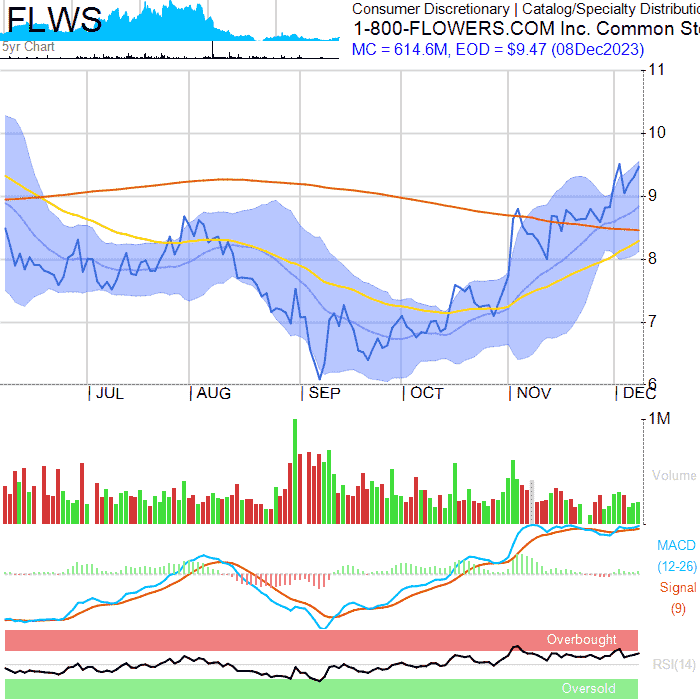 FLWS
5yr Chart
Consumer Discretionary | Catalog/Specialty Distributio
1-800-FLOWERS.COM Inc. Common Sto
MC = 614.6M, EOD = $9.47 (08Dec2023)
11
10
9
8
7
6
JUL AUG SEP OCT NOV DEC
1M
Volume
MACD
(12-26)
Signal
(9)
Overbought
RSI(14)
Oversold